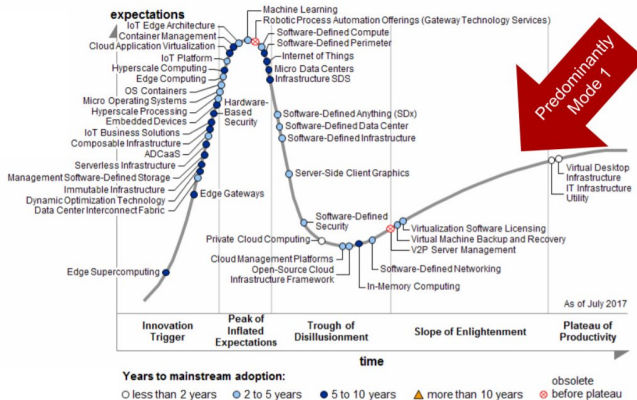 expectations
Machine Learning
Robotic Process Automation Offerings (Gateway Technology Services)
IoT Edge Architecture
Container Management
Cloud Application Virtualization
IoT Platform
Hyperscale Computing
Edge Computing
OS Containers
Micro Operating Systems
Hyperscale Processing
Embedded Devices
IoT Business Solutions
Composable Infrastructure
ADCaaS
Serverless Infrastructure
Management Software-Defined Storage
Immutable Infrastructure
Dynamic Optimization Technology
Data Center Interconnect Fabric
Edge Supercomputing
Hardware-
Based
Security
Edge Gateways
Software-Defined Compute
Software-Defined Perimeter
Internet of Things
Micro Data Centers
Infrastructure SDS
Software-Defined Anything (SDx)
Software-Defined Data Center
Software-Defined Infrastructure
Server-Side Client Graphics
Software-Defined
Security
Private Cloud Computing
Cloud Management Platforms
Open-Source Cloud
Infrastructure Framework
In-Memory Computing
Software-Defined Networking
V2P Server Management
Virtual Machine Backup and Recovery
Virtualization Software Licensing
Predominantly
Mode 1
Virtual Desktop
Infrastructure
IT Infrastructure
Utility
As of July 2017
Innovation
Trigger
Peak of
Inflated
Expectations
Trough of
Disillusionment
Slope of Enlightenment
Plateau of
Productivity
time
Years to mainstream adoption:
less than 2 years
2 to 5 years
5 to 10 years
more than 10 years
obsolete
before plateau